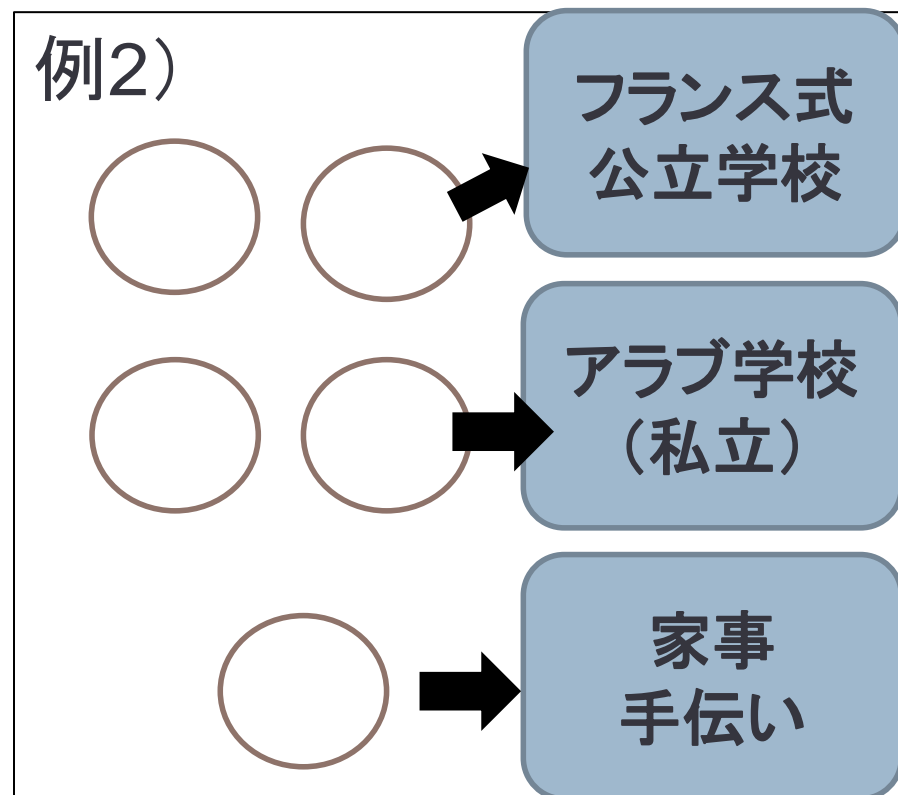 例2）
フランス式
公立学校
アラブ学校
（私立）
家事
手伝い